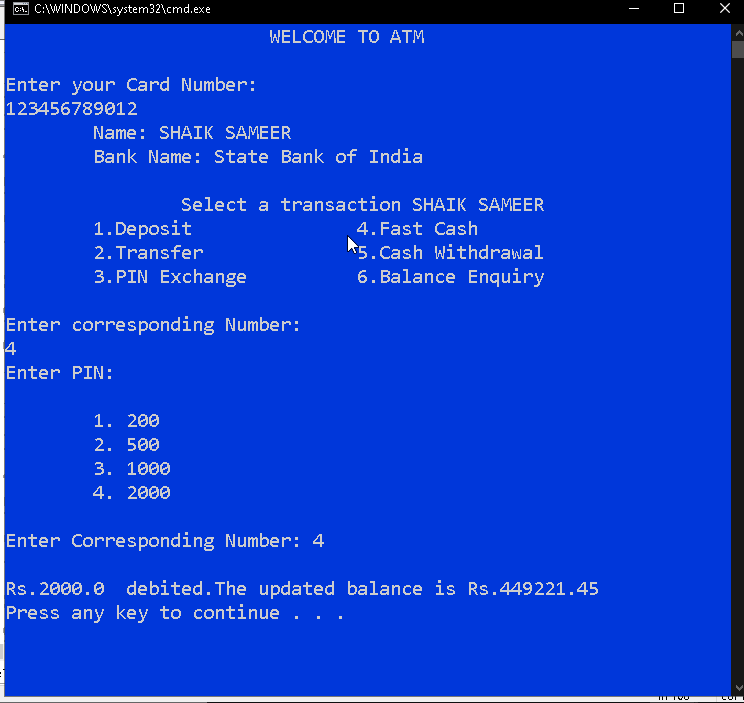 C:\WINDOWS\system32\cmd.exe
WELCOME TO ATM
Enter your Card Number:
123456789012
Name: SHAIK SAMEER
Bank Name: State Bank of India
Select a transaction SHAIK SAMEER
1.Deposit 4.Fast Cash
2.Transfer 5.Cash Withdrawal
3.PIN Exchange 6.Balance Enquiry
Enter corresponding Number:
4
Enter PIN:
1. 200
2. 500
3. 1000
4. 2000
Enter Corresponding Number: 4
Rs.2000.0 debited.The updated balance is Rs.449221.45
Press any key to continue . . .